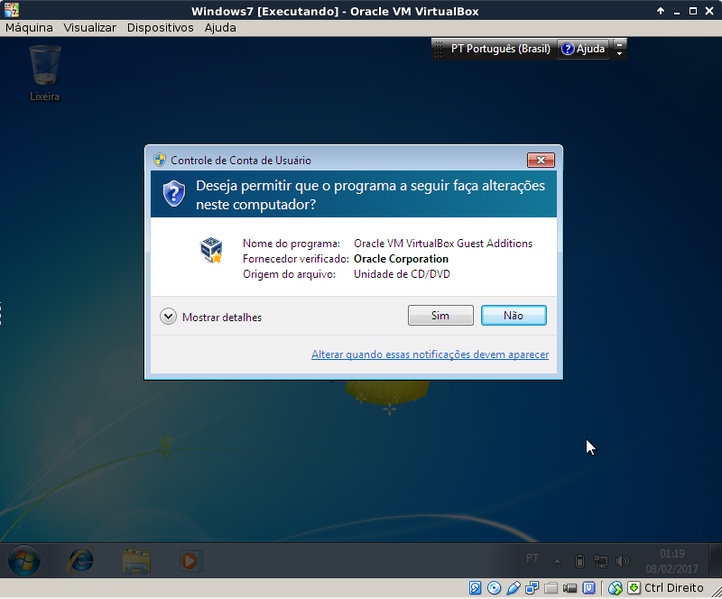 Windows7 [Executando] - Oracle VM VirtualBox
Máquina Visualizar Dispositivos Ajuda
PT Português (Brasil) ? Ajuda
Lixeira
Controle de Conta de Usuário
Deseja permitir que o programa a seguir faça alterações
neste computador?
Nome do programa: Oracle VM VirtualBox Guest Additions
Fornecedor verificado: Oracle Corporation
Origem do arquivo: Unidade de CD/DVD
Mostrar detalhes
Sim
Não
Alterar quando essas notificações devem aparecer
PT
01:19
08/02/2017
Ctrl Direito